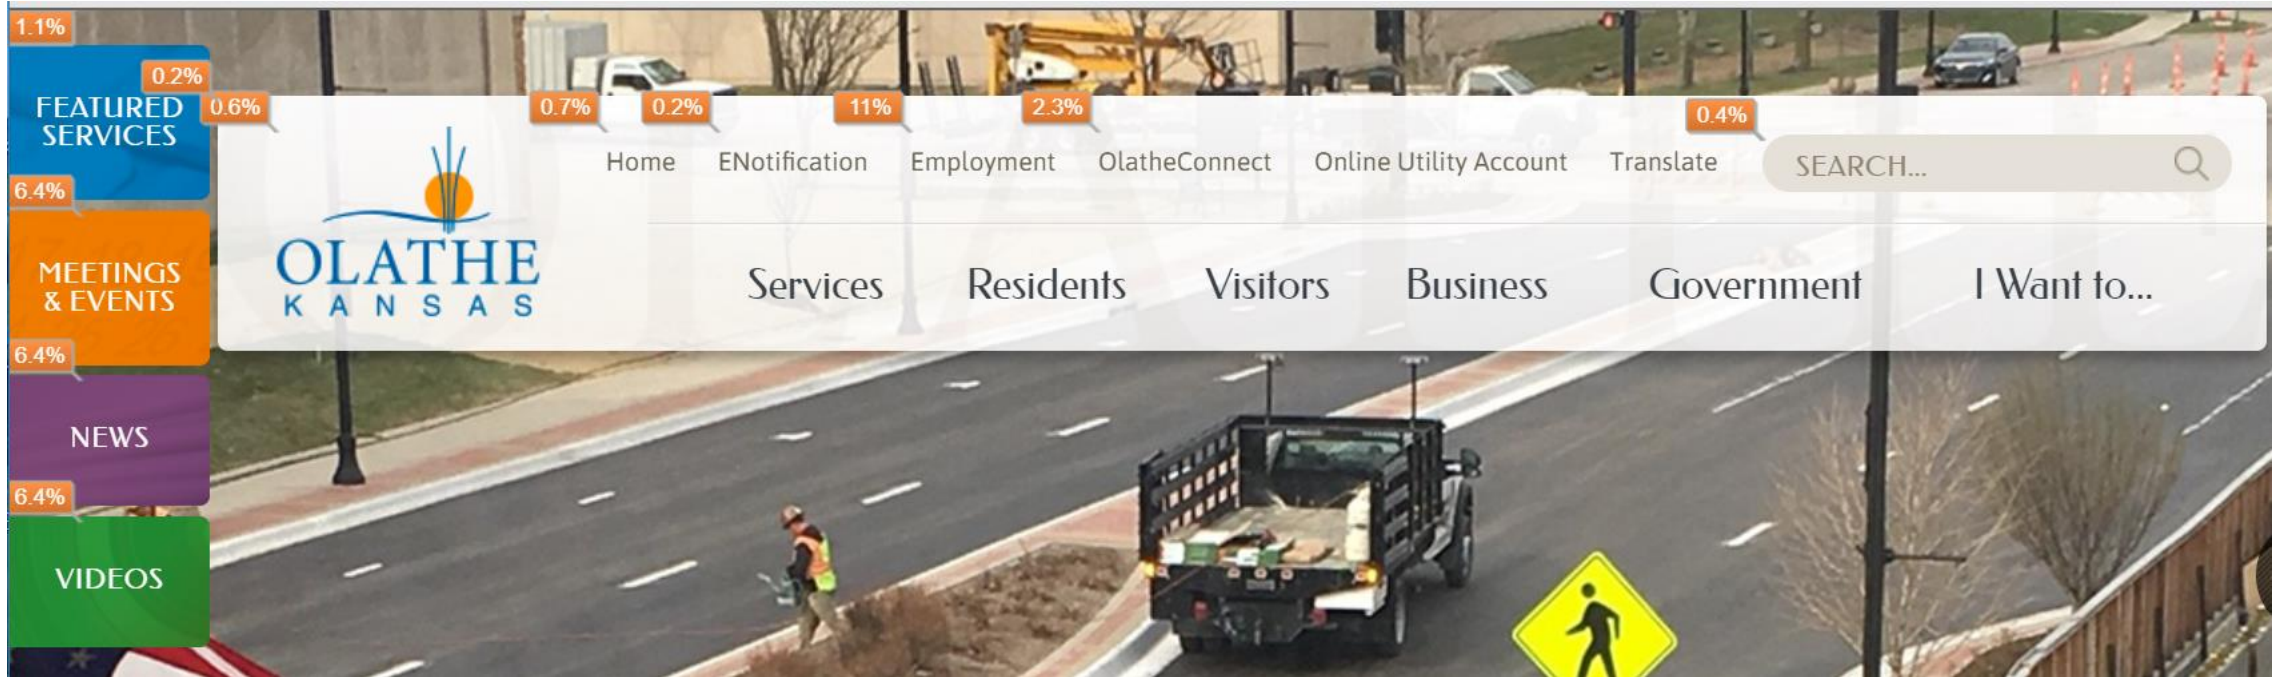 1.1%
0.2%
FEATURED
SERVICES
0.6%
0.7%
0.2%
11%
2.3%
0.4%
Home
ENotification
Employment
OlatheConnect
Online Utility Account
Translate
SEARCH...
6.4%
MEETINGS
& EVENTS
OLATHE
KANSAS
Services
Residents
Visitors
Business
Government
I Want to...
6.4%
NEWS
6.4%
VIDEOS